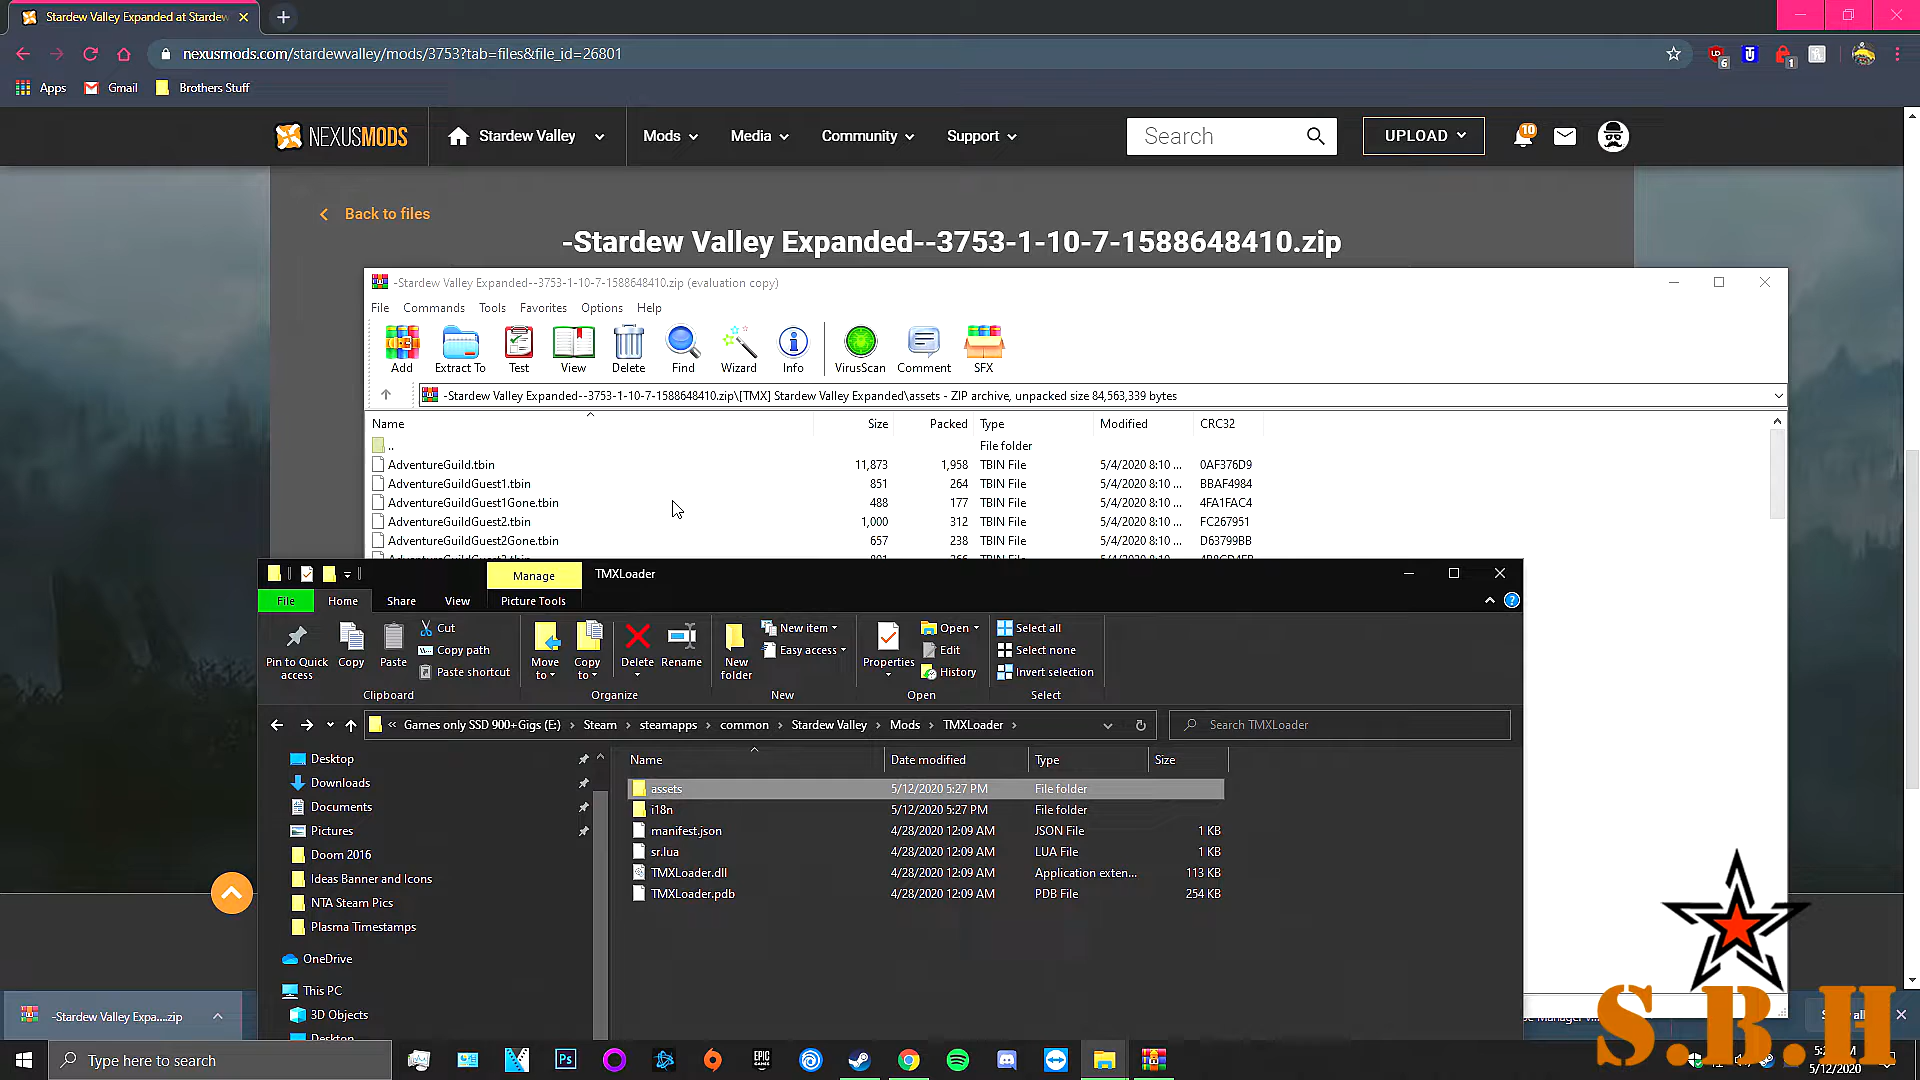 Stardew Valley Expanded at Stardew
nexusmods.com/stardewvalley/mods/3753?tab=files&file_id=26801
6
1
Apps
Gmail
Brothers Stuff
NEXUSMODS
Stardew Valley
Mods
Media
Community
Support
Search
UPLOAD
10
Back to files
-Stardew Valley Expanded--3753-1-10-7-1588648410.zip
-Stardew Valley Expanded--3753-1-10-7-1588648410.zip (evaluation copy)
File Commands Tools Favorites Options Help
Add Extract To Test View Delete Find Wizard Info VirusScan Comment SFX
-Stardew Valley Expanded--3753-1-10-7-1588648410.zip\[TMX] Stardew Valley Expanded\assets - ZIP archive, unpacked size 84,563,339 bytes
Name Size Packed Type Modified CRC32
.. File folder
AdventureGuild.tbin 11,873 1,958 TBIN File 5/4/2020 8:10 ... 0AF376D9
AdventureGuildGuest1.tbin 851 264 TBIN File 5/4/2020 8:10 ... BBAF4984
AdventureGuildGuest1Gone.tbin 488 177 TBIN File 5/4/2020 8:10 ... 4FA1FAC4
AdventureGuildGuest2.tbin 1,000 312 TBIN File 5/4/2020 8:10 ... FC267951
AdventureGuildGuest2Gone.tbin 657 238 TBIN File 5/4/2020 8:10 ... D63799BB
Manage
TMXLoader
File Home Share View Picture Tools
Pin to Quick access
Copy
Paste
Cut
Copy path
Paste shortcut
Clipboard
Move to
Copy to
Delete
Rename
Organize
New folder
New item
Easy access
New
Properties
Open
Edit
History
Open
Select all
Select none
Invert selection
Select
« Games only SSD 900+Gigs (E:) Steam steamapps common Stardew Valley Mods TMXLoader
Search TMXLoader
Desktop
Downloads
Documents
Pictures
Doom 2016
Ideas Banner and Icons
NTA Steam Pics
Plasma Timestamps
OneDrive
This PC
3D Objects
Desktop
Name Date modified Type Size
assets 5/12/2020 5:27 PM File folder
i18n 5/12/2020 5:27 PM File folder
manifest.json 4/28/2020 12:09 AM JSON File 1 KB
sr.lua 4/28/2020 12:09 AM LUA File 1 KB
TMXLoader.dll 4/28/2020 12:09 AM Application exten... 113 KB
TMXLoader.pdb 4/28/2020 12:09 AM PDB File 254 KB
-Stardew Valley Expa....zip
S.B.H
Type here to search
Ps
EPIC GAMES
5/12/2020